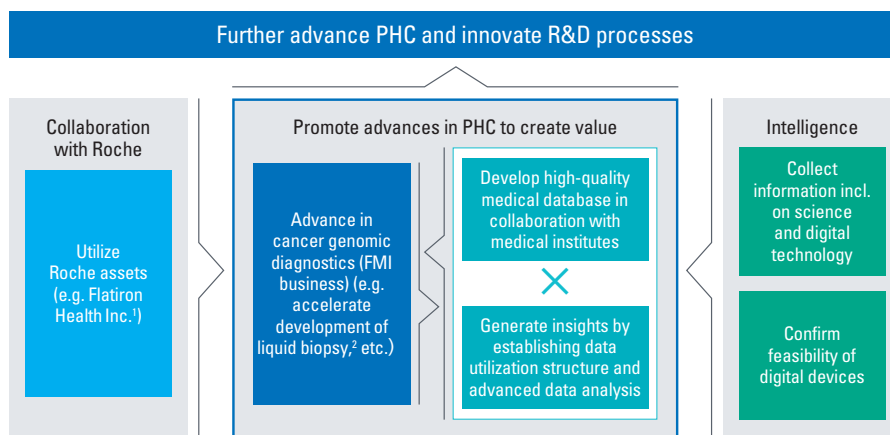 Further advance PHC and innovate R&D processes
Collaboration
with Roche
Utilize
Roche assets
(e.g. Flatiron
Health Inc.¹)
Promote advances in PHC to create value
Advance in
cancer genomic
diagnostics (FMI
business) (e.g.
accelerate
development of
liquid biopsy,² etc.)
Develop high-quality
medical database in
collaboration with
medical institutes
×
Generate insights by
establishing data
utilization structure and
advanced data analysis
Intelligence
Collect
information incl.
on science
and digital
technology
Confirm
feasibility of
digital devices